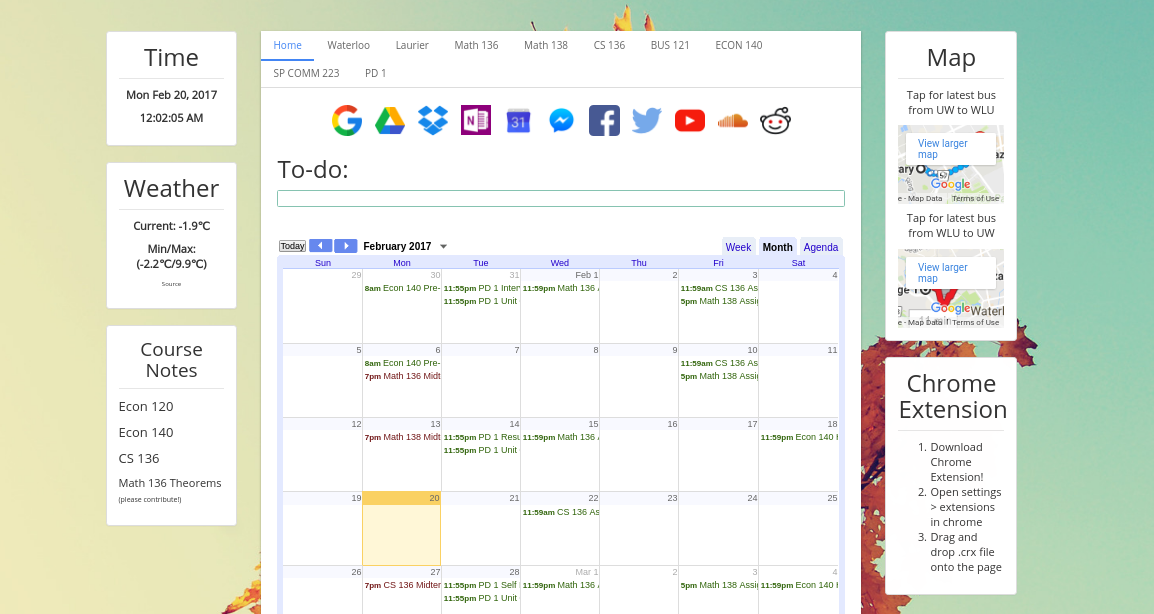 Time
Mon Feb 20, 2017
12:02:05 AM
Weather
Current: -1.9℃
Min/Max:
(-2.2℃/9.9℃)
Source
Course
Notes
Econ 120
Econ 140
CS 136
Math 136 Theorems
(please contribute!)
Home Waterloo Laurier Math 136 Math 138 CS 136 BUS 121 ECON 140
SP COMM 223 PD 1
31
To-do:
Today February 2017 Week Month Agenda
Sun Mon Tue Wed Thu Fri Sat
29 30 31 Feb 1 2 3 4
8am Econ 140 Pre- 11:55pm PD 1 Inter 11:59pm Math 136 11:59am CS 136 As
11:55pm PD 1 Unit 5pm Math 138 Assi
5 6 7 8 9 10 11
8am Econ 140 Pre- 11:59am CS 136 As
7pm Math 136 Midt 5pm Math 138 Assi
12 13 14 15 16 17 18
7pm Math 138 Midt 11:55pm PD 1 Resu 11:59pm Math 136 11:59pm Econ 140
11:55pm PD 1 Unit
19 20 21 22 23 24 25
11:59am CS 136 As
26 27 28 Mar 1 2 3 4
7pm CS 136 Midter 11:55pm PD 1 Self 11:59pm Math 136 5pm Math 138 Assi 11:59pm Econ 140
11:55pm PD 1 Unit
Map
Tap for latest bus
from UW to WLU
View larger
map
Google
Map Data Terms of Use
Tap for latest bus
from WLU to UW
View larger
map
Google
Map Data Terms of Use
Chrome
Extension
1. Download
Chrome
Extension!
2. Open settings
> extensions
in chrome
3. Drag and
drop .crx file
onto the page